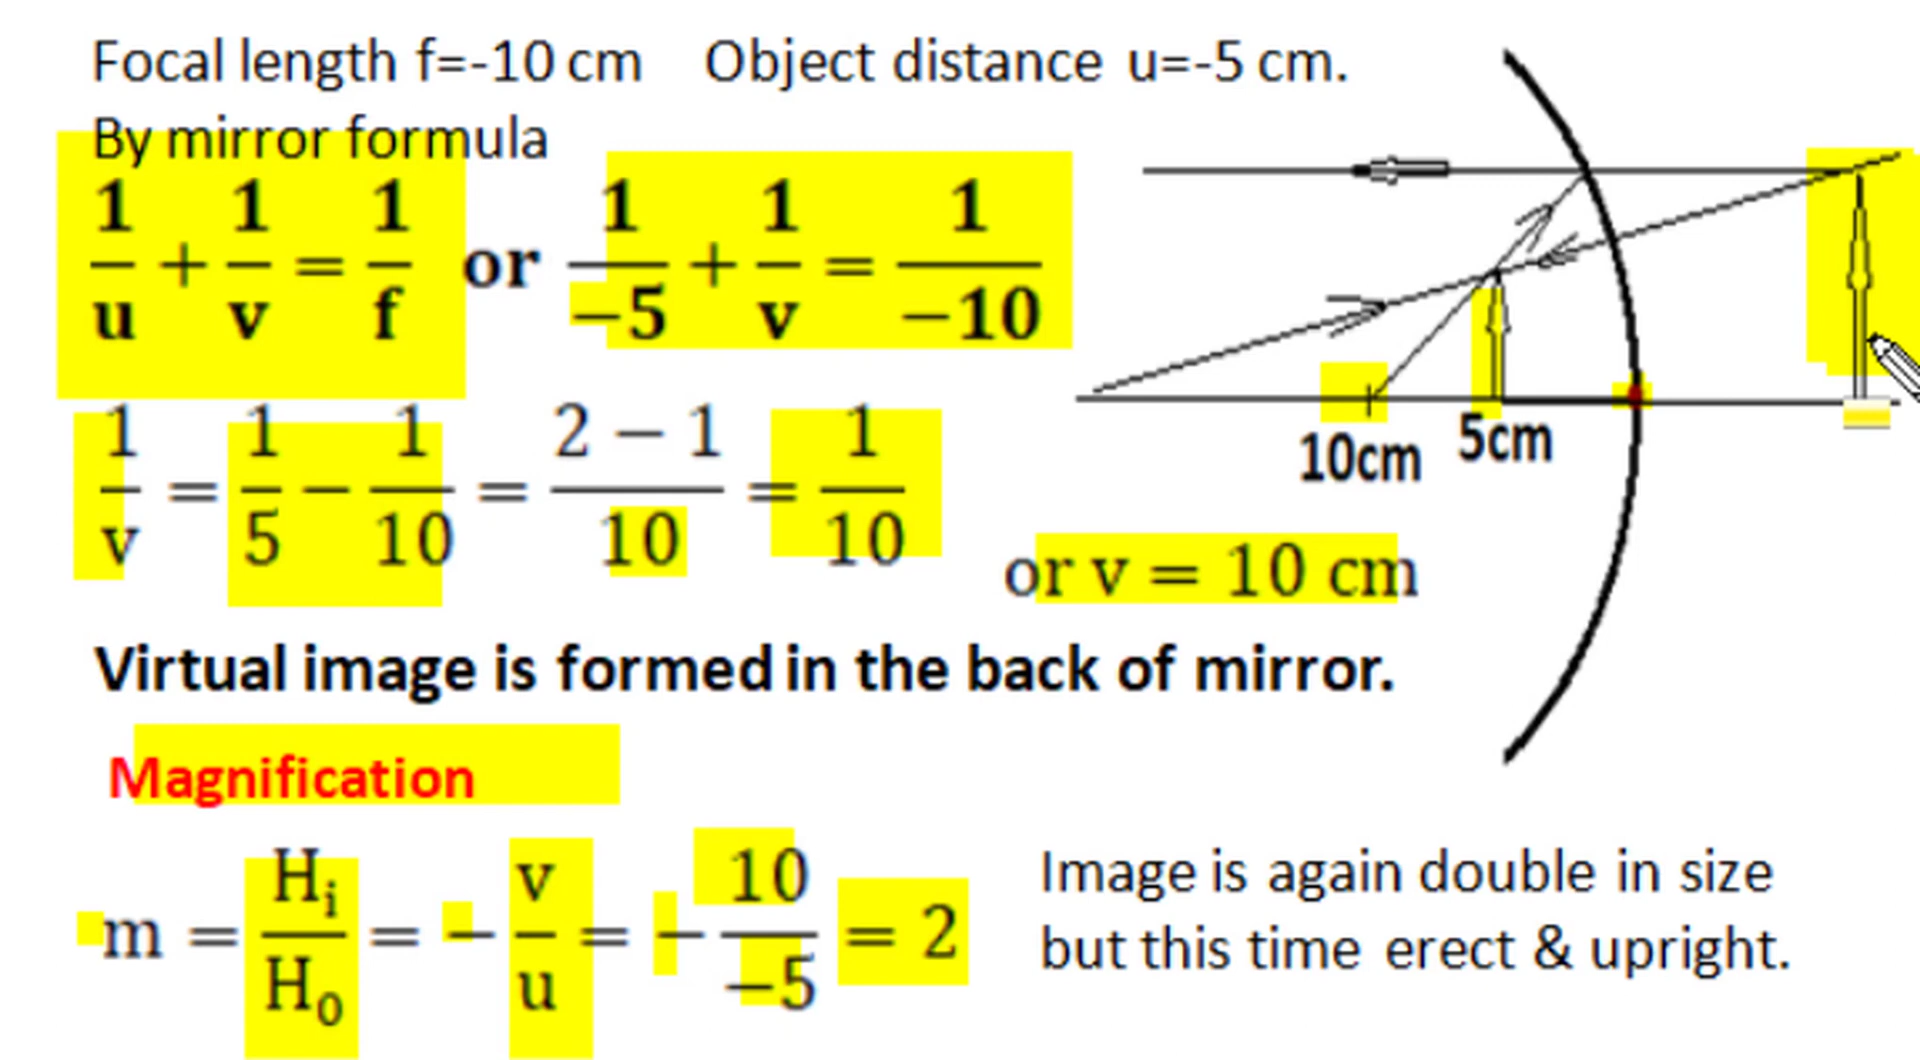 Focal length f=-10 cm Object distance u=-5 cm.
By mirror formula
1/u + 1/v = 1/f or 1/−5 + 1/v = 1/−10
10cm 5cm
1/v = 1/5 − 1/10 = 2 − 1/10 = 1/10
or v = 10 cm
Virtual image is formed in the back of mirror.
Magnification
m = Hi/H0 = − v/u = − 10/−5 = 2
Image is again double in size
but this time erect & upright.